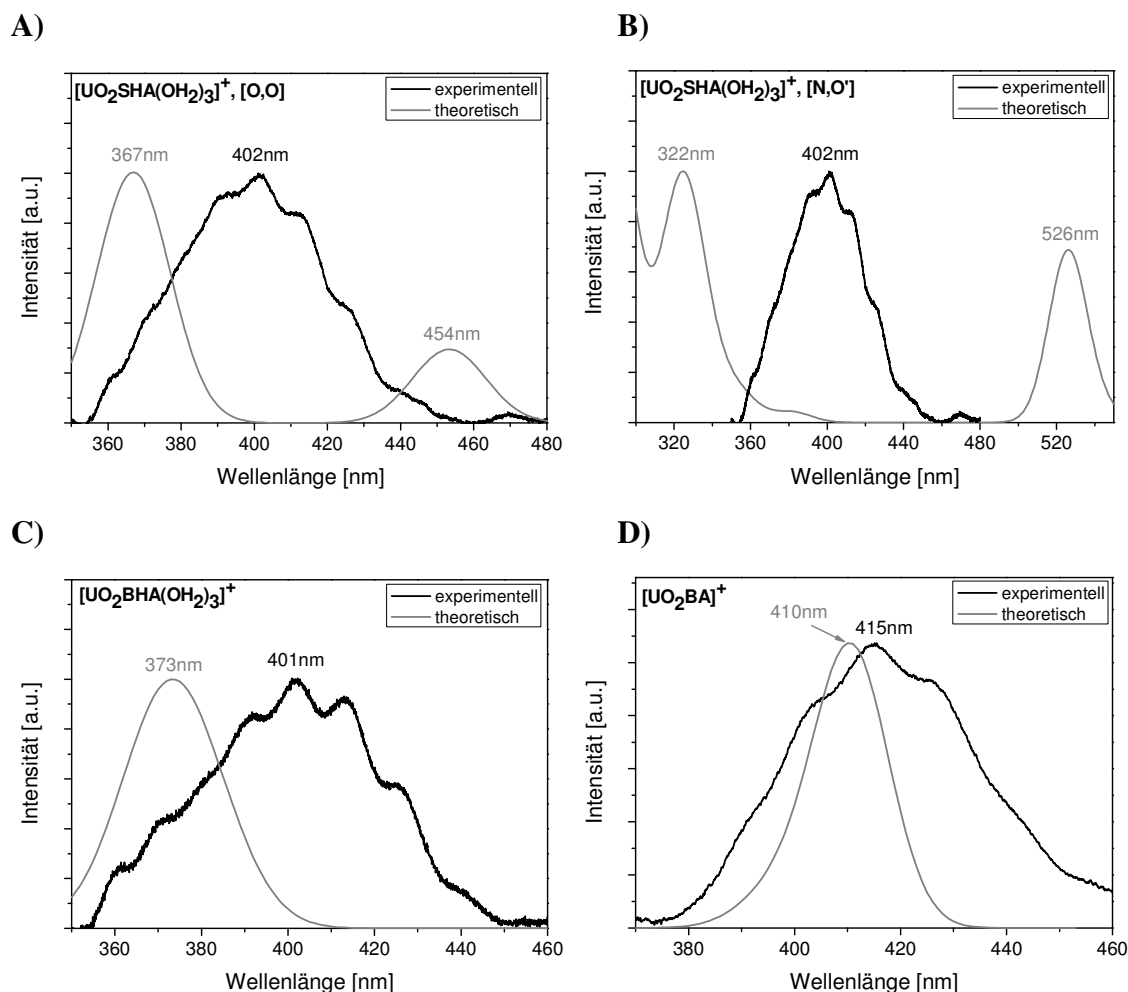 A)
[UO2SHA(OH2)3]+, [O,O]
experimentell
theoretisch
367nm
402nm
454nm
Intensität [a.u.]
360 380 400 420 440 460 480
Wellenlänge [nm]
B)
[UO2SHA(OH2)3]+, [N,O']
experimentell
theoretisch
322nm
402nm
526nm
Intensität [a.u.]
320 360 400 440 480 520
Wellenlänge [nm]
C)
[UO2BHA(OH2)3]+
experimentell
theoretisch
373nm
401nm
Intensität [a.u.]
360 380 400 420 440 460
Wellenlänge [nm]
D)
[UO2BA]+
experimentell
theoretisch
410nm
415nm
Intensität [a.u.]
380 400 420 440 460
Wellenlänge [nm]